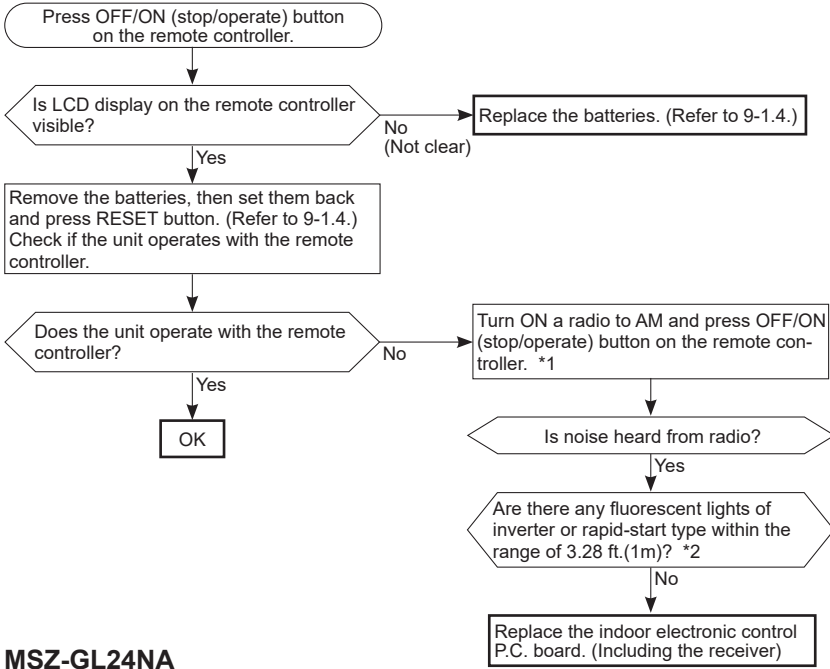 Press OFF/ON (stop/operate) button
on the remote controller.
Is LCD display on the remote controller
visible?
No
(Not clear)
Replace the batteries. (Refer to 9-1.4.)
Yes
Remove the batteries, then set them back
and press RESET button. (Refer to 9-1.4.)
Check if the unit operates with the remote
controller.
Does the unit operate with the remote
controller?
No
Turn ON a radio to AM and press OFF/ON
(stop/operate) button on the remote con-
troller. *1
Yes
OK
Is noise heard from radio?
Yes
Are there any fluorescent lights of
inverter or rapid-start type within the
range of 3.28 ft.(1m)? *2
No
Replace the indoor electronic control
P.C. board. (Including the receiver)
MSZ-GL24NA